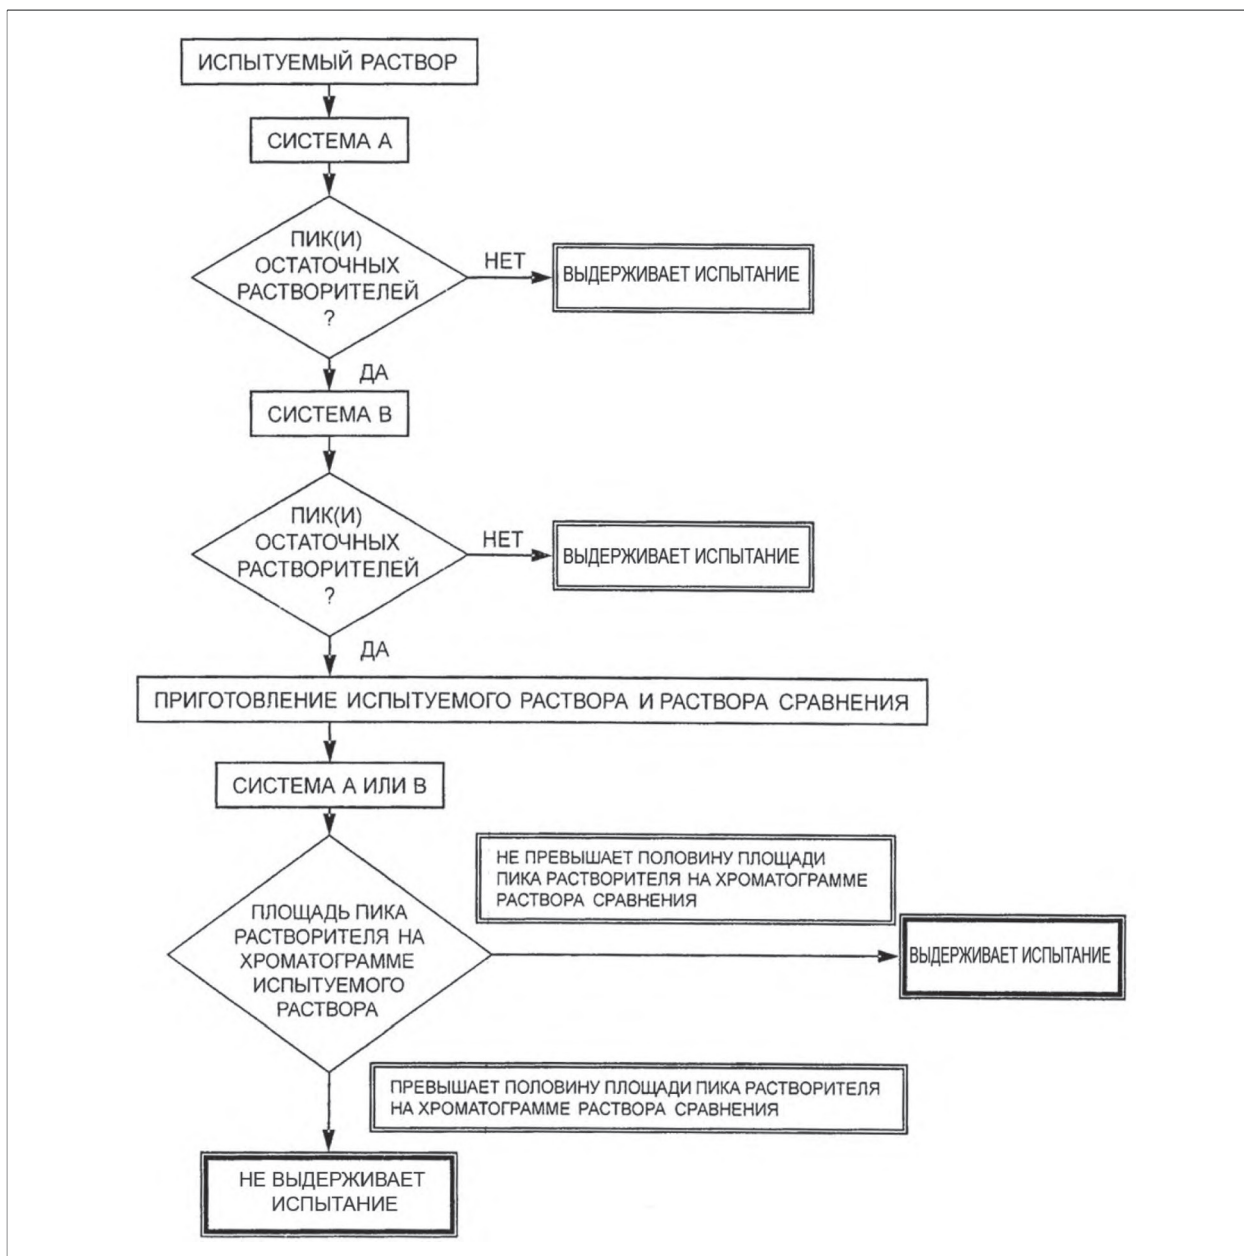 ИСПЫТУЕМЫЙ РАСТВОР
СИСТЕМА А
ПИК(И)
ОСТАТОЧНЫХ
РАСТВОРИТЕЛЕЙ
?
НЕТ
ВЫДЕРЖИВАЕТ ИСПЫТАНИЕ
ДА
СИСТЕМА В
ПИК(И)
ОСТАТОЧНЫХ
РАСТВОРИТЕЛЕЙ
?
НЕТ
ВЫДЕРЖИВАЕТ ИСПЫТАНИЕ
ДА
ПРИГОТОВЛЕНИЕ ИСПЫТУЕМОГО РАСТВОРА И РАСТВОРА СРАВНЕНИЯ
СИСТЕМА А ИЛИ В
НЕ ПРЕВЫШАЕТ ПОЛОВИНУ ПЛОЩАДИ
ПИКА РАСТВОРИТЕЛЯ НА ХРОМАТОГРАММЕ
РАСТВОРА СРАВНЕНИЯ
ПЛОЩАДЬ ПИКА
РАСТВОРИТЕЛЯ НА
ХРОМАТОГРАММЕ
ИСПЫТУЕМОГО
РАСТВОРА
ВЫДЕРЖИВАЕТ ИСПЫТАНИЕ
ПРЕВЫШАЕТ ПОЛОВИНУ ПЛОЩАДИ ПИКА РАСТВОРИТЕЛЯ
НА ХРОМАТОГРАММЕ РАСТВОРА СРАВНЕНИЯ
НЕ ВЫДЕРЖИВАЕТ
ИСПЫТАНИЕ